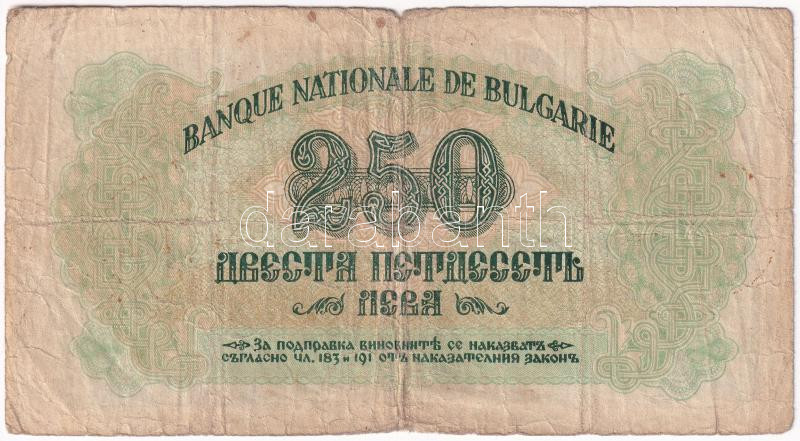 BANQUE NATIONALE DE BULGARIE
250
ДВЕСТА ПЕТДЕСЕТЬ
ЛЕВА
ЗА ПОДПРАВКА ВИНОВНИТѢ СЕ НАКАЗВАТЪ
СЪГЛАСНО ЧЛ. 183 И 191 ОТЪ НАКАЗАТЕЛНИЯ ЗАКОНЪ
darabanth